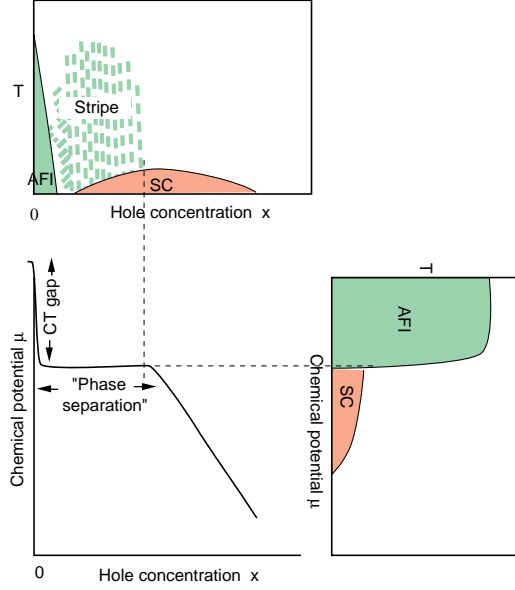 T
Stripe
AFI
SC
0
Hole concentration x
CT gap
"Phase
separation"
Chemical potential μ
0
Hole concentration x
T
AFI
SC
Chemical potential μ